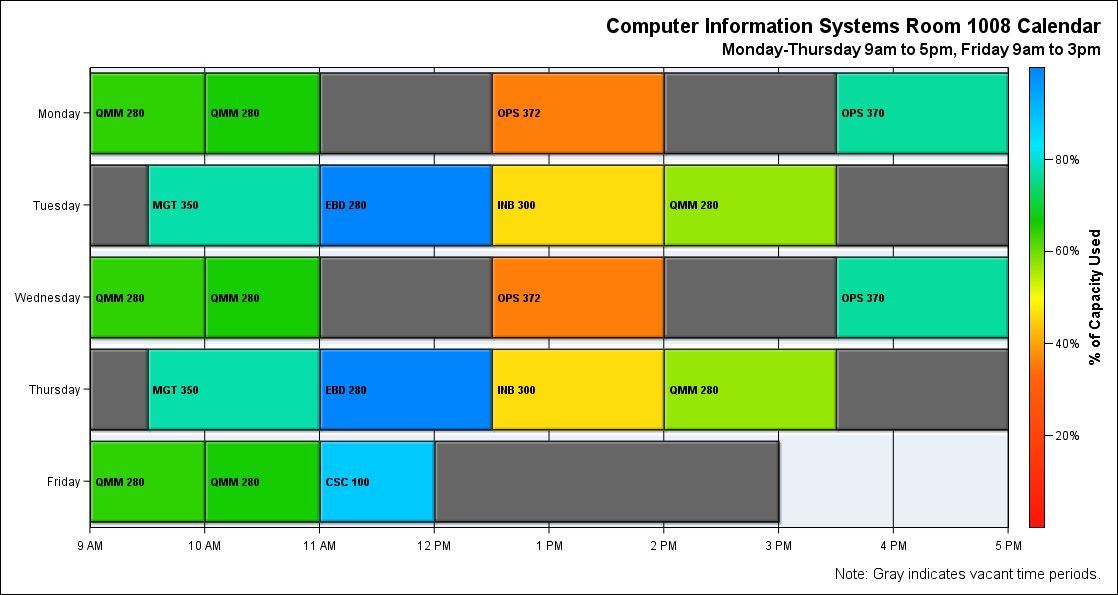 Computer Information Systems Room 1008 Calendar
Monday-Thursday 9am to 5pm, Friday 9am to 3pm
Monday
QMM 280
QMM 280
OPS 372
OPS 370
Tuesday
MGT 350
EBD 280
INB 300
QMM 280
Wednesday
QMM 280
QMM 280
OPS 372
OPS 370
Thursday
MGT 350
EBD 280
INB 300
QMM 280
Friday
QMM 280
QMM 280
CSC 100
9 AM
10 AM
11 AM
12 PM
1 PM
2 PM
3 PM
4 PM
5 PM
80%
60%
40%
20%
% of Capacity Used
Note: Gray indicates vacant time periods.